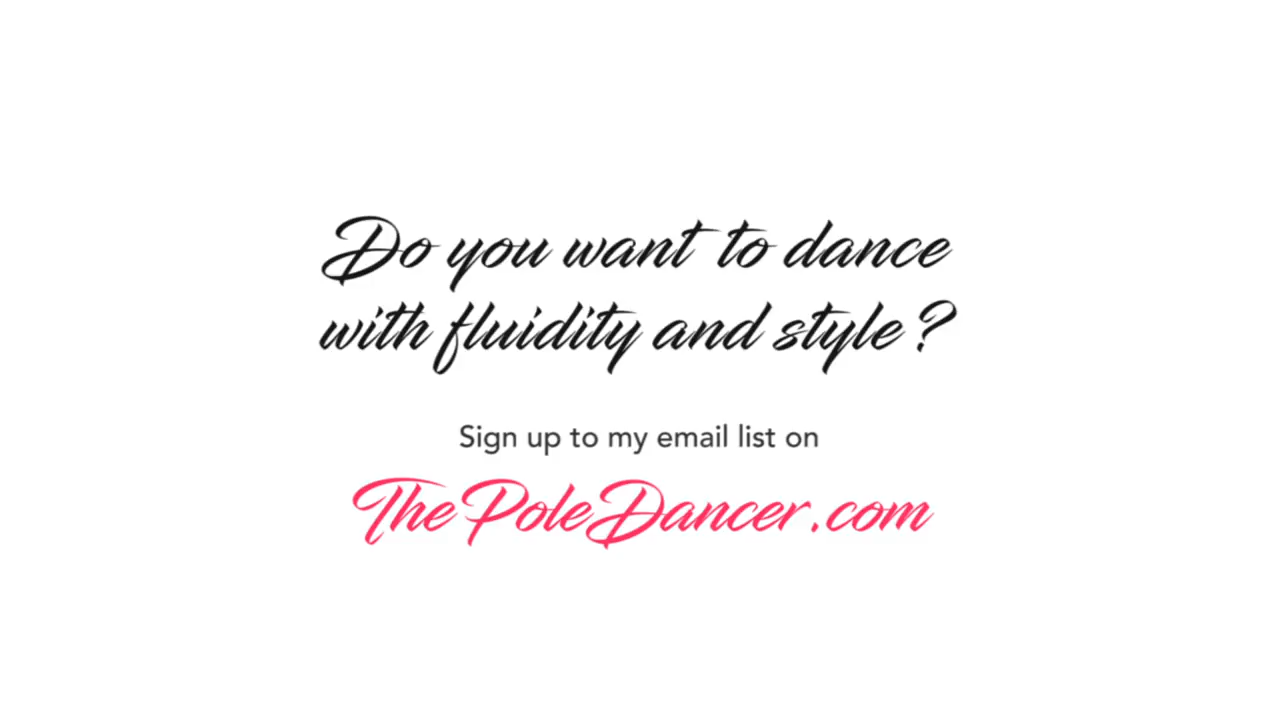 Do you want to dance
with fluidity and style?
Sign up to my email list on
ThePoleDancer.com